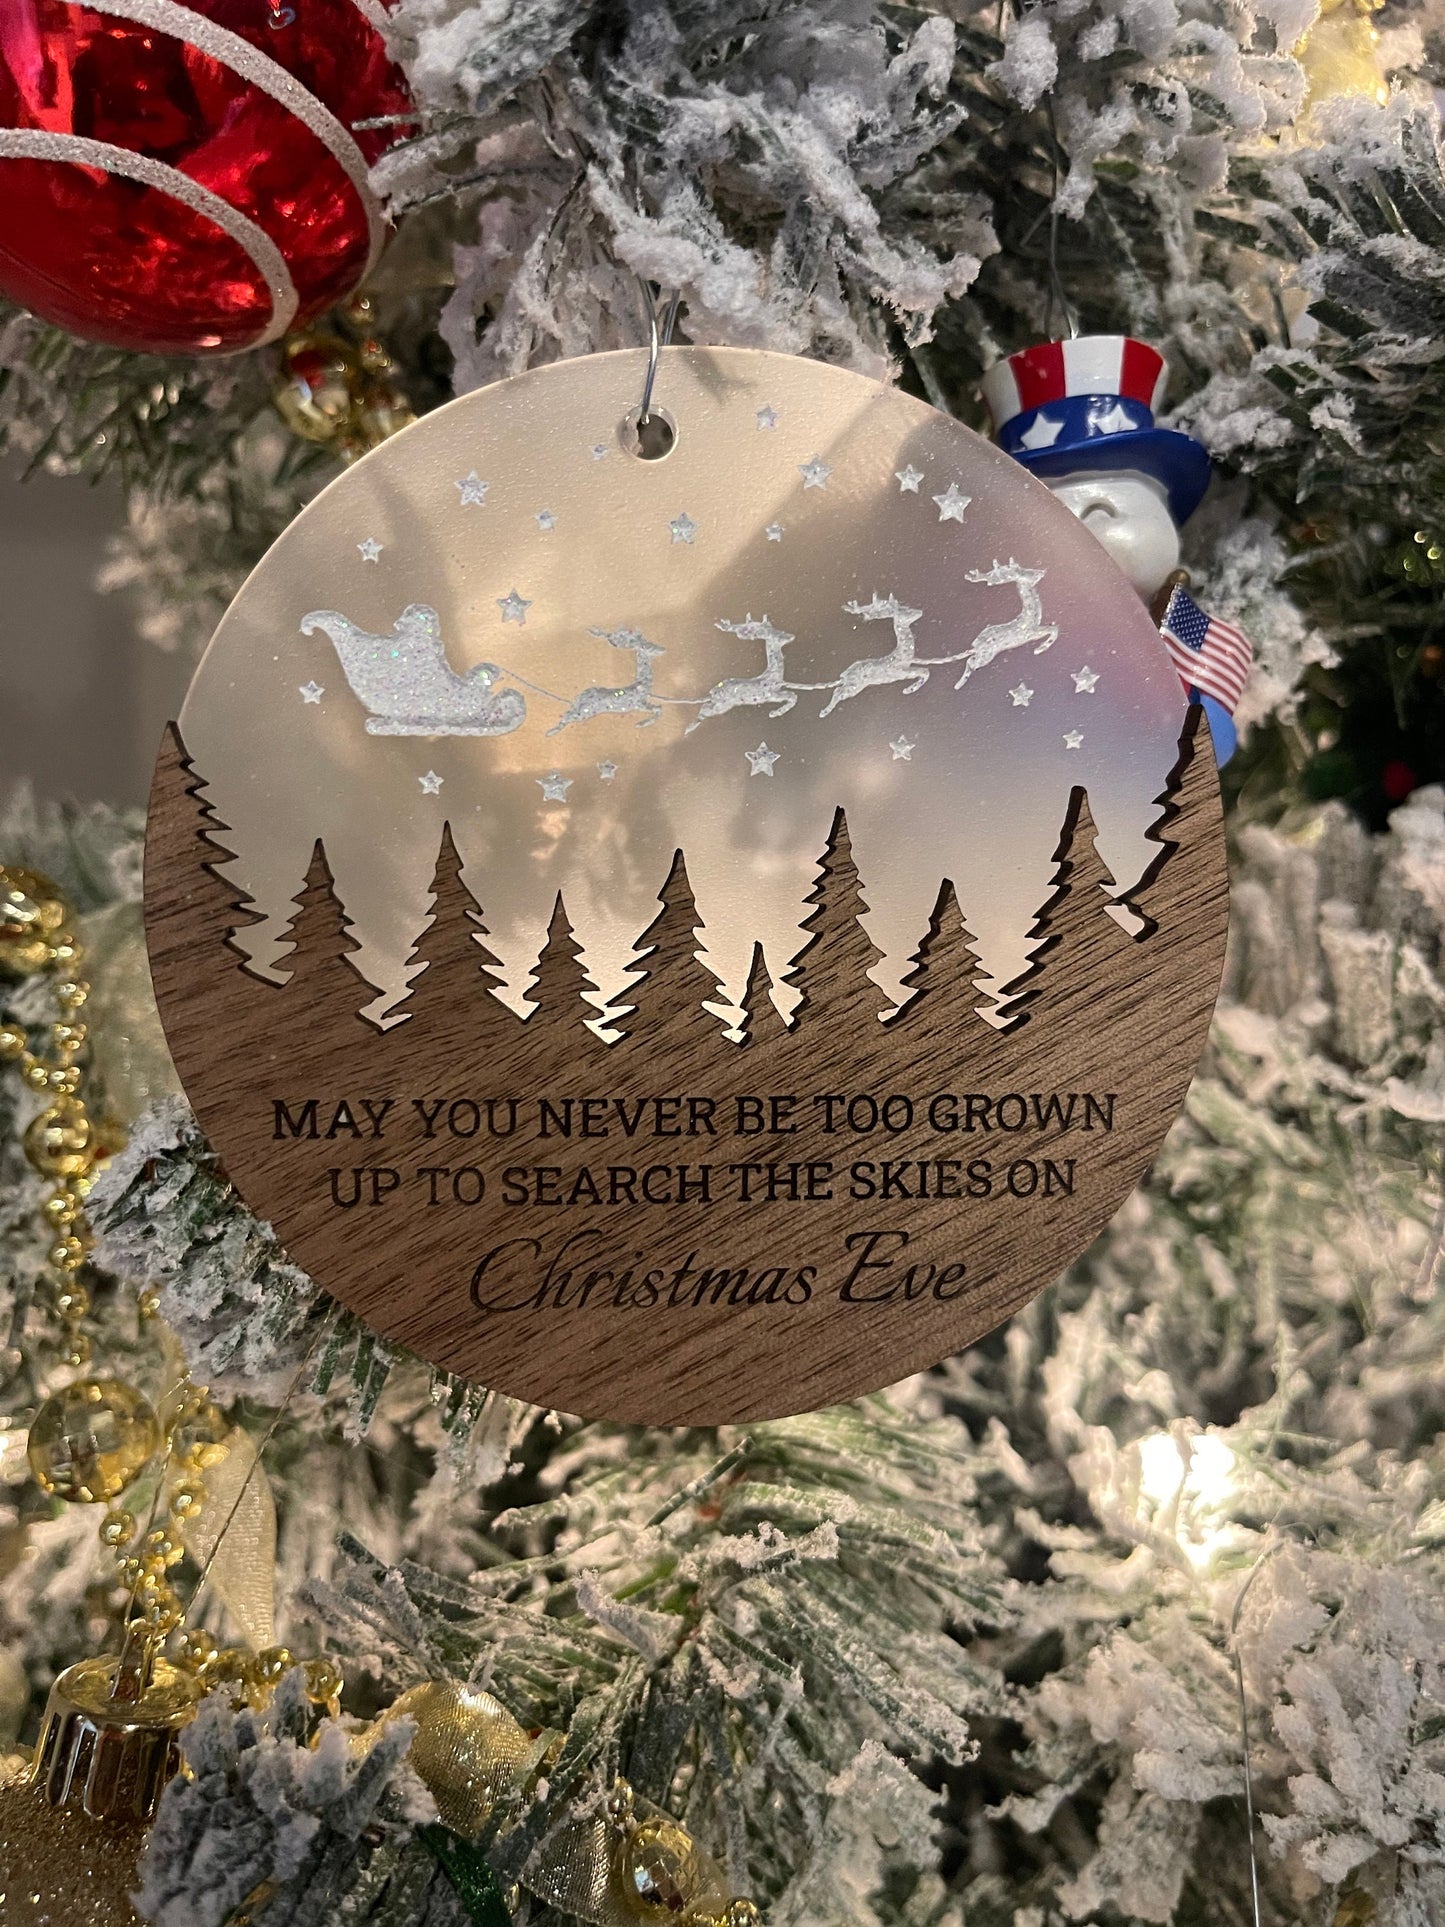 MAY YOU NEVER BE TOO GROWN
UP TO SEARCH THE SKIES ON
Christmas Eve